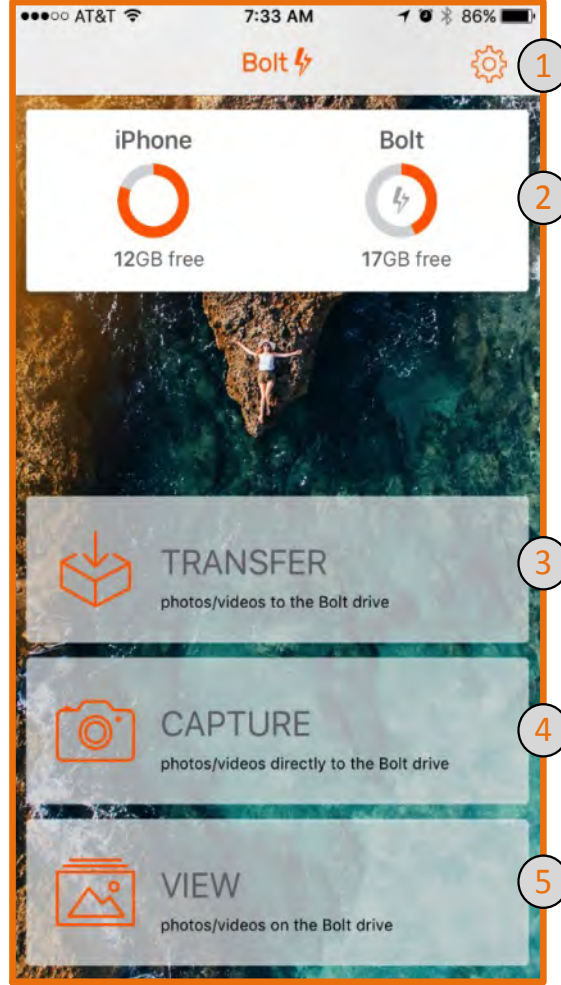 ●●●○○ AT&T 7:33 AM 86%
Bolt
1
iPhone Bolt
2
12GB free 17GB free
TRANSFER
3
photos/videos to the Bolt drive
CAPTURE
4
photos/videos directly to the Bolt drive
VIEW
5
photos/videos on the Bolt drive